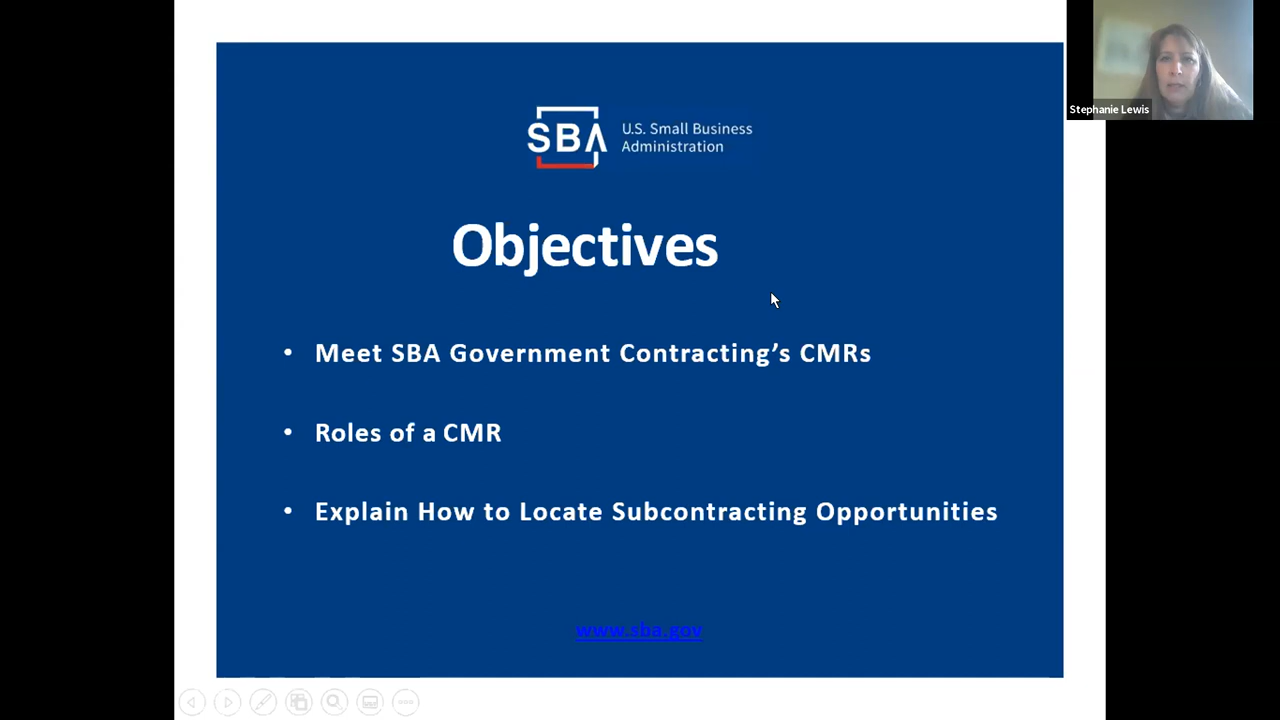 Stephanie Lewis
SBA
U.S. Small Business
Administration
Objectives
• Meet SBA Government Contracting’s CMRs
• Roles of a CMR
• Explain How to Locate Subcontracting Opportunities
www.sba.gov